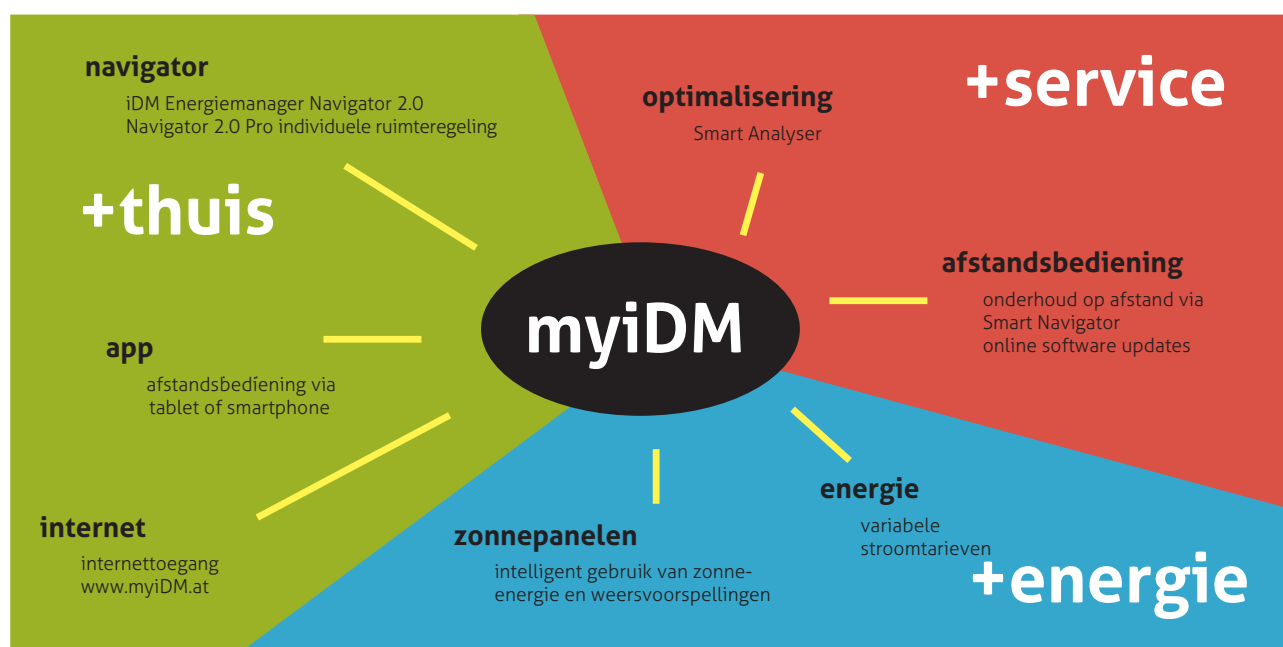 navigator
iDM Energiemanager Navigator 2.0
Navigator 2.0 Pro individuele ruimteregeling
+thuis
app
afstandsbediening via
tablet of smartphone
internet
internettoegang
www.myiDM.at
myiDM
+service
optimalisering
Smart Analyser
afstandsbediening
onderhoud op afstand via
Smart Navigator
online software updates
zonnepanelen
intelligent gebruik van zonne-
energie en weersvoorspellingen
energie
variabele
stroomtarieven
+energie